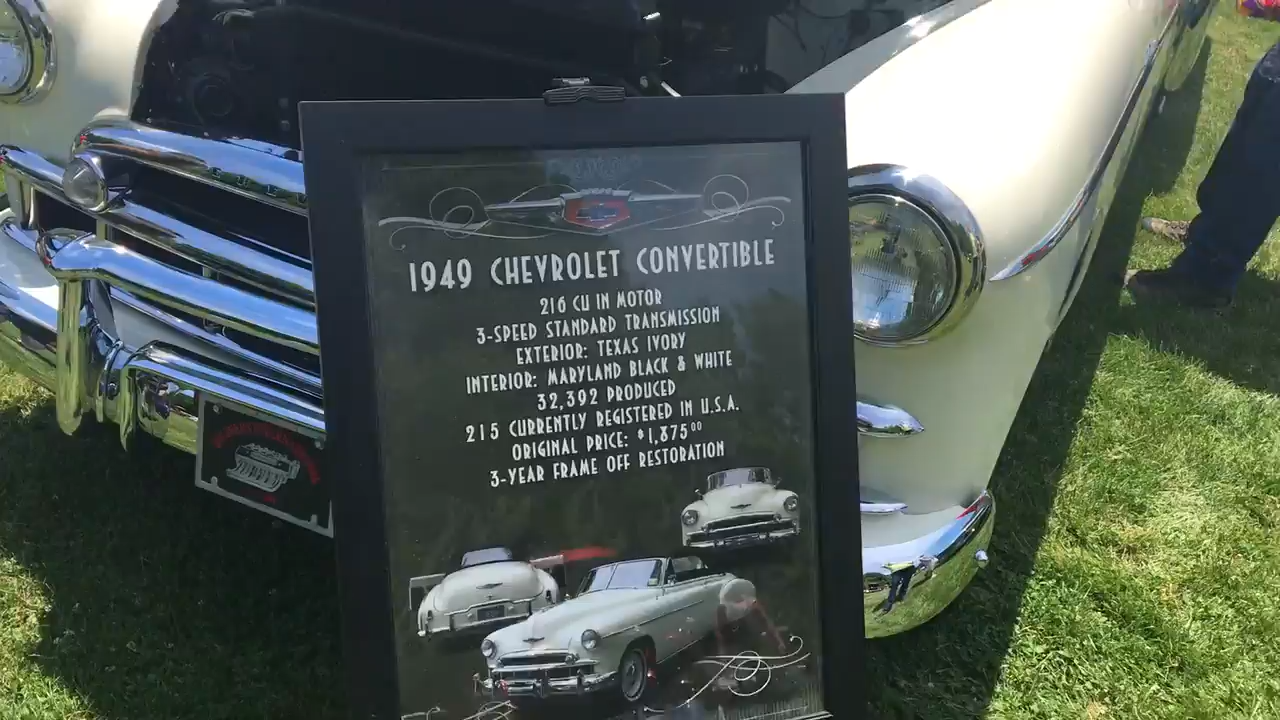 1949 CHEVROLET CONVERTIBLE
216 CU IN MOTOR
3-SPEED STANDARD TRANSMISSION
EXTERIOR: TEXAS IVORY
INTERIOR: MARYLAND BLACK & WHITE
32,392 PRODUCED
215 CURRENTLY REGISTERED IN U.S.A.
ORIGINAL PRICE: $1,875⁰⁰
3-YEAR FRAME OFF RESTORATION